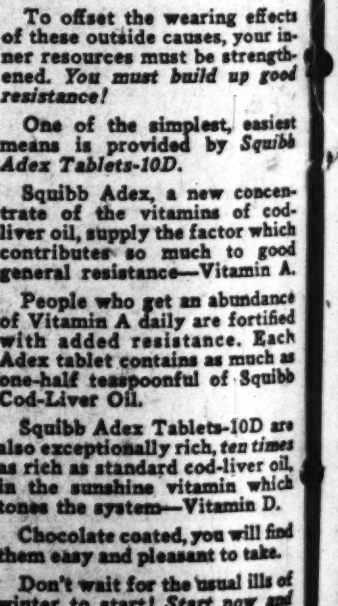 To offset the wearing effects
of these outside causes, your in-
ner resources must be strength-
ened. You must build up good
resistance!
One of the simplest, easiest
means is provided by Squibb
Adex Tablets-10D.
Squibb Adex, a new concen-
trate of the vitamins of cod-
liver oil, supply the factor which
contributes so much to good
general resistance—Vitamin A.
People who get an abundance
of Vitamin A daily are fortified
with added resistance. Each
Adex tablet contains as much as
one-half teaspoonful of Squibb
Cod-Liver Oil.
Squibb Adex Tablets-10D are
also exceptionally rich, ten times
as rich as standard cod-liver oil,
in the sunshine vitamin which
tones the system—Vitamin D.
Chocolate coated, you will find
them easy and pleasant to take.
Don't wait for the usual ills of
winter to start! Start now and